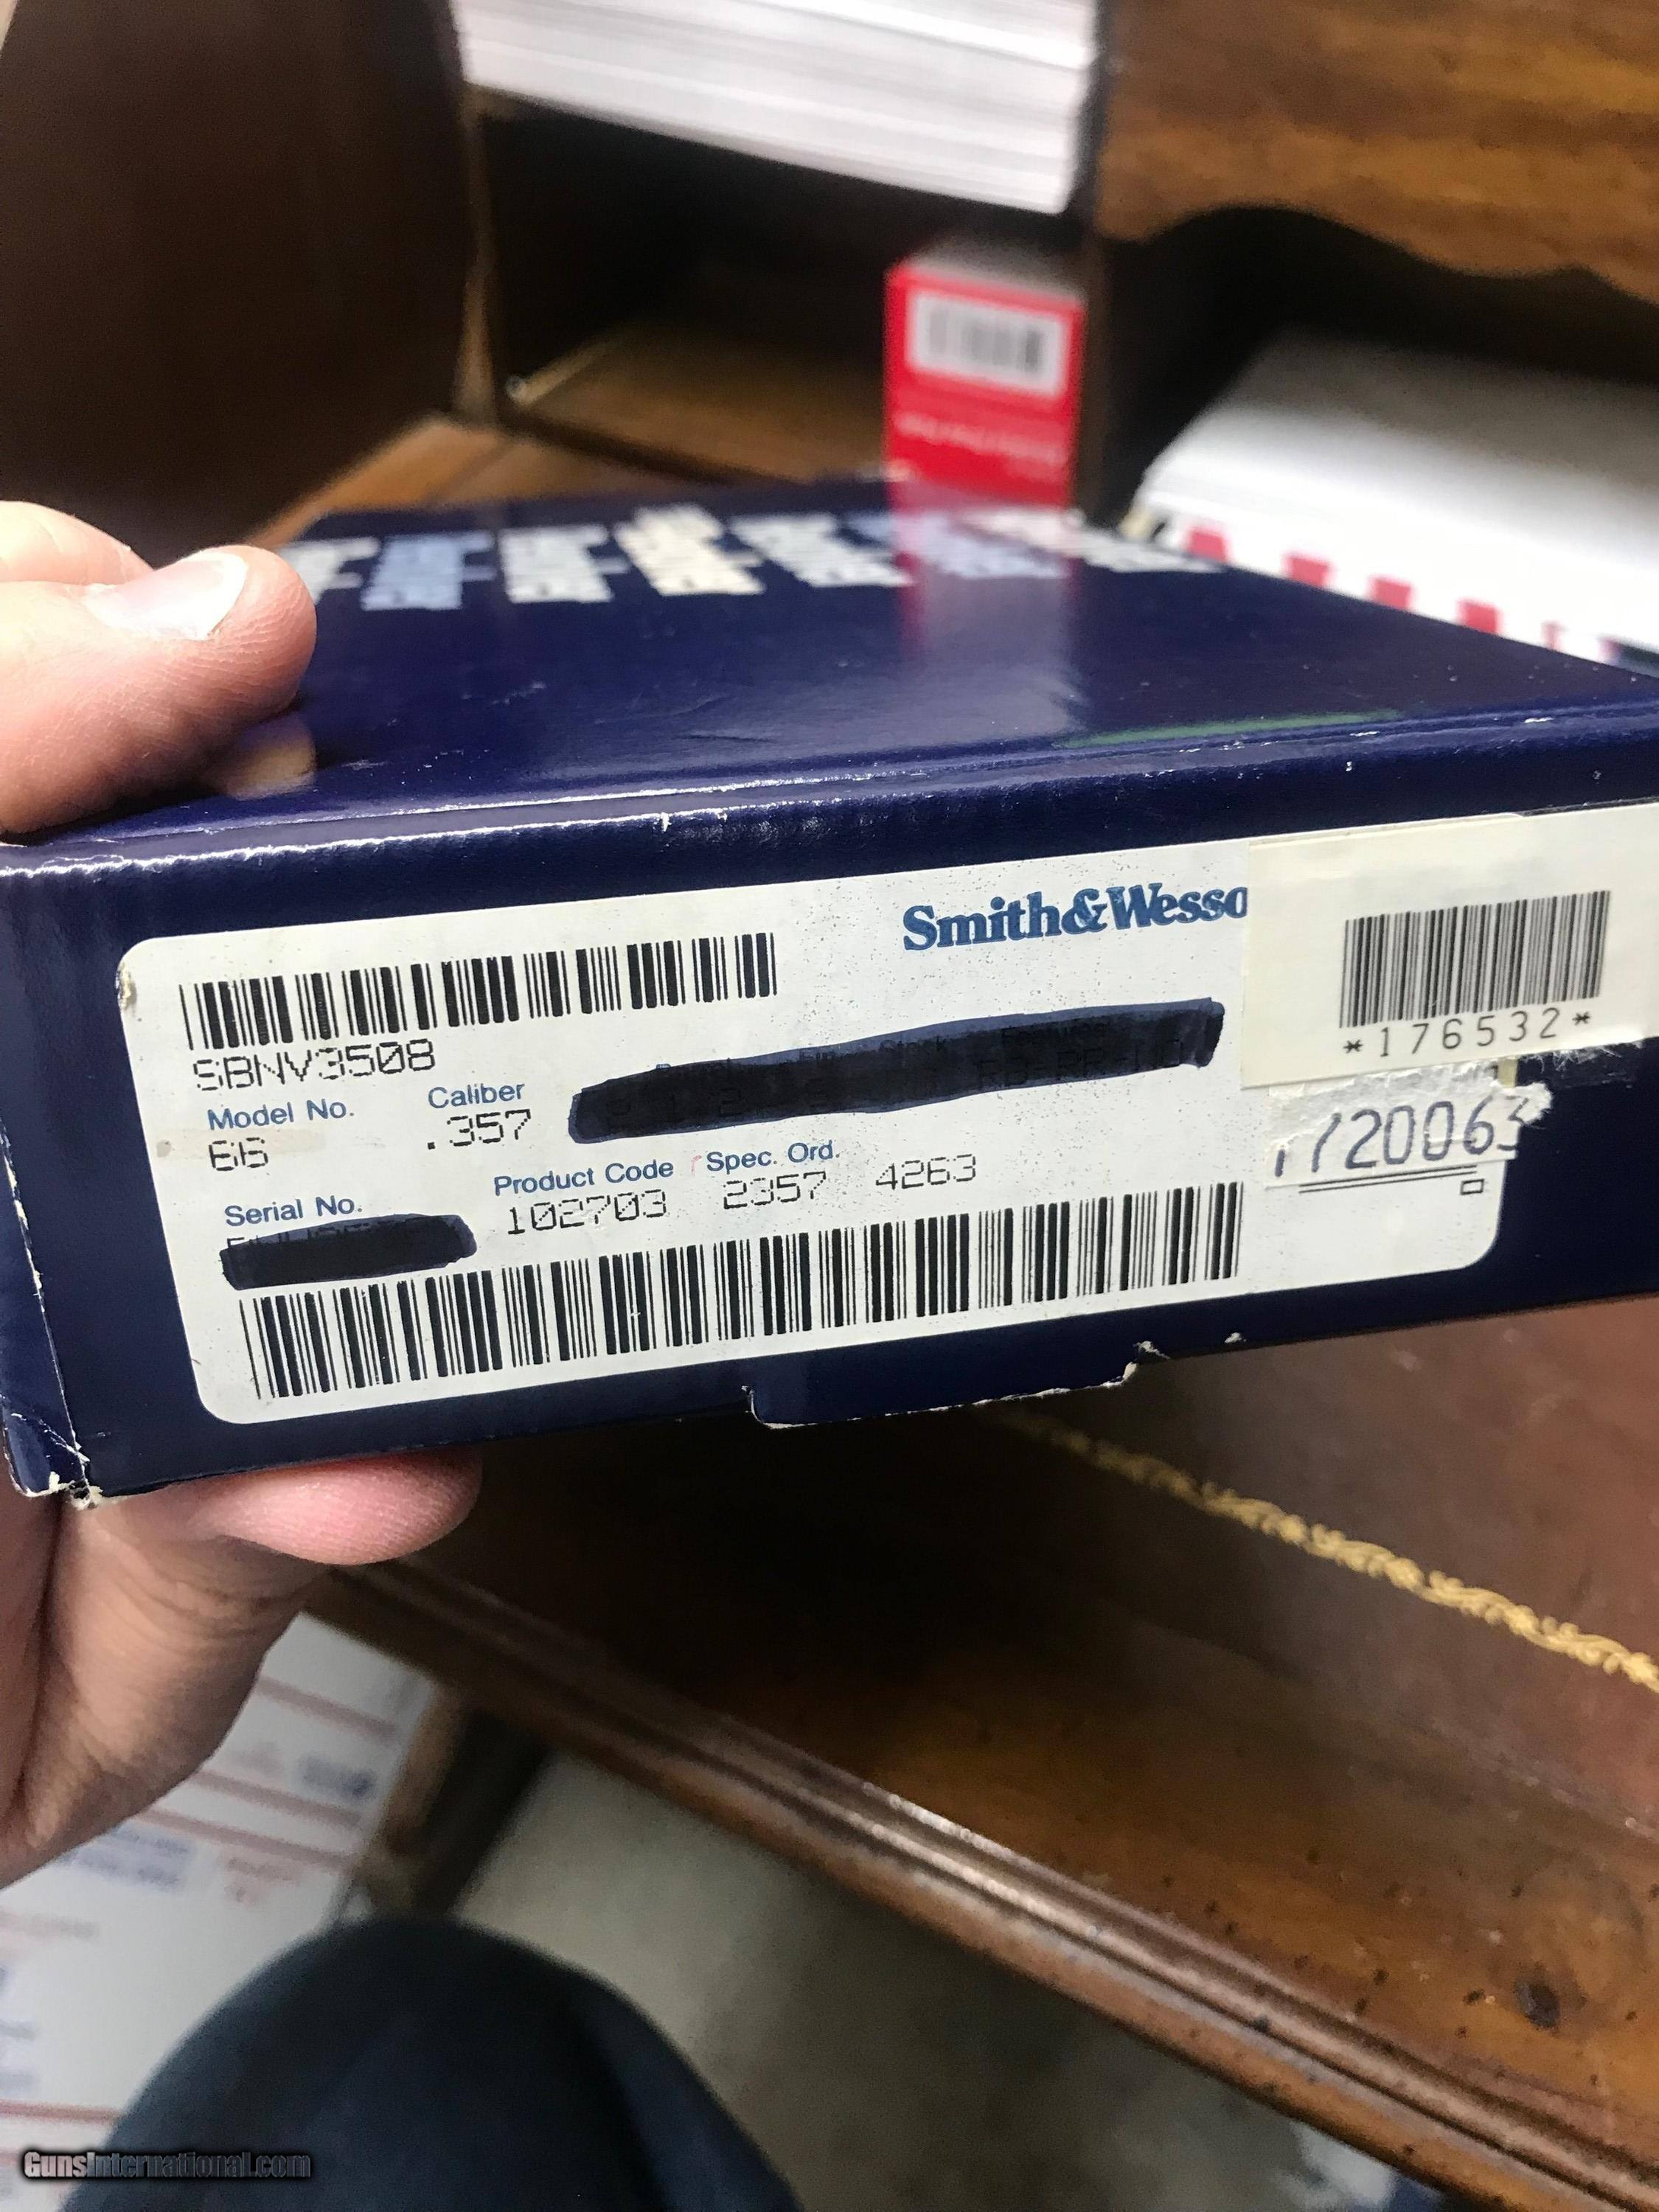 Smith&Wesso
SBNV3508
*176532*
Model No. Caliber
66 .357
Product Code Spec. Ord.
102703 2357 4263
Serial No.
GunsInternational.com